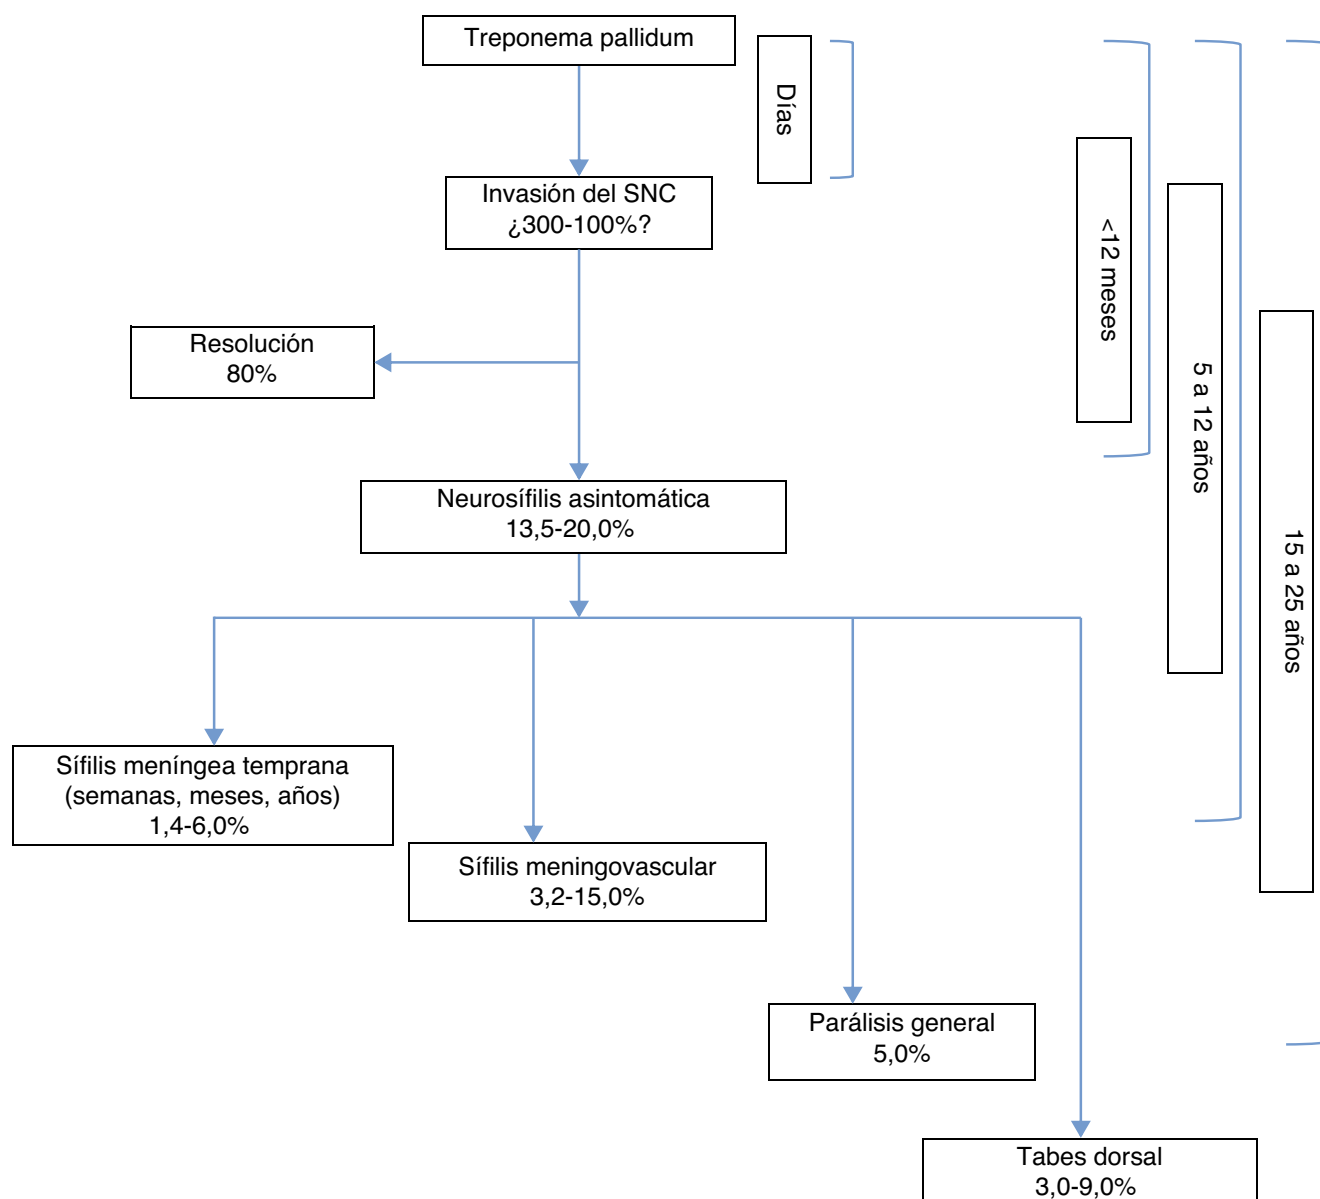 Treponema pallidum
Días
Invasión del SNC
¿300-100%?
<12 meses
Resolución
80%
5 a 12 años
Neurosífilis asintomática
13,5-20,0%
15 a 25 años
Sífilis meníngea temprana
(semanas, meses, años)
1,4-6,0%
Sífilis meningovascular
3,2-15,0%
Parálisis general
5,0%
Tabes dorsal
3,0-9,0%